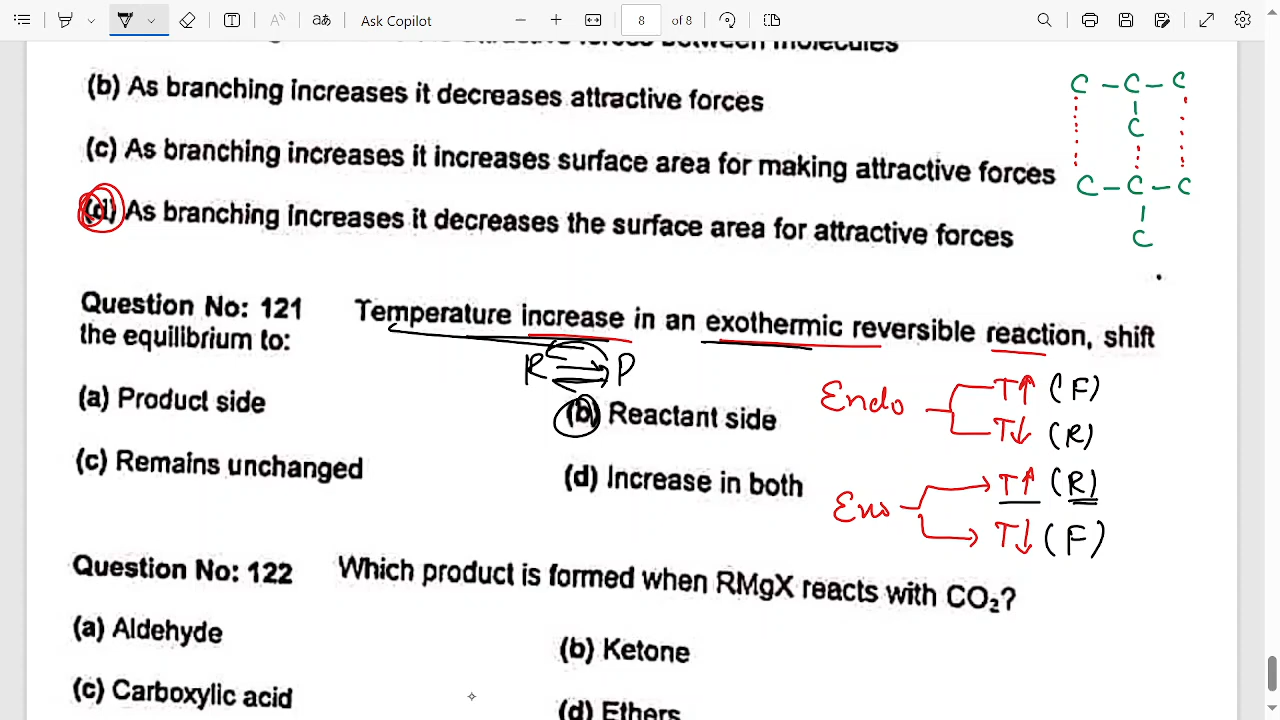 Ask Copilot
8 of 8
(b) As branching increases it decreases attractive forces
(c) As branching increases it increases surface area for making attractive forces
(d) As branching increases it decreases the surface area for attractive forces
C - C - C
C
C - C - C
C
Question No: 121 Temperature increase in an exothermic reversible reaction, shift
the equilibrium to:
R P
(a) Product side
(b) Reactant side
(c) Remains unchanged
(d) Increase in both
Endo T↑ (F)
T↓ (R)
Exo T↑ (R)
T↓ (F)
Question No: 122 Which product is formed when RMgX reacts with CO₂?
(a) Aldehyde
(b) Ketone
(c) Carboxylic acid
(d) Ethers